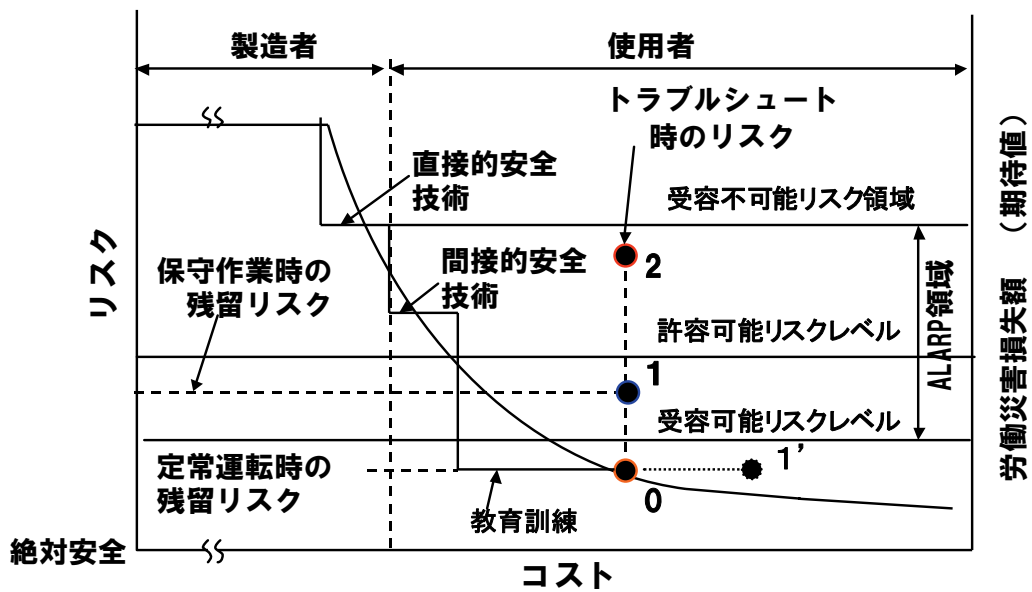 製造者
使用者
トラブルシュート
時のリスク
直接的安全
技術
受容不可能リスク領域
リスク
保守作業時の
残留リスク
間接的安全
技術
2
許容可能リスクレベル
ALARP領域
1
受容可能リスクレベル
定常運転時の
残留リスク
1'
0
教育訓練
絶対安全
コスト
労働災害損失額 (期待値)